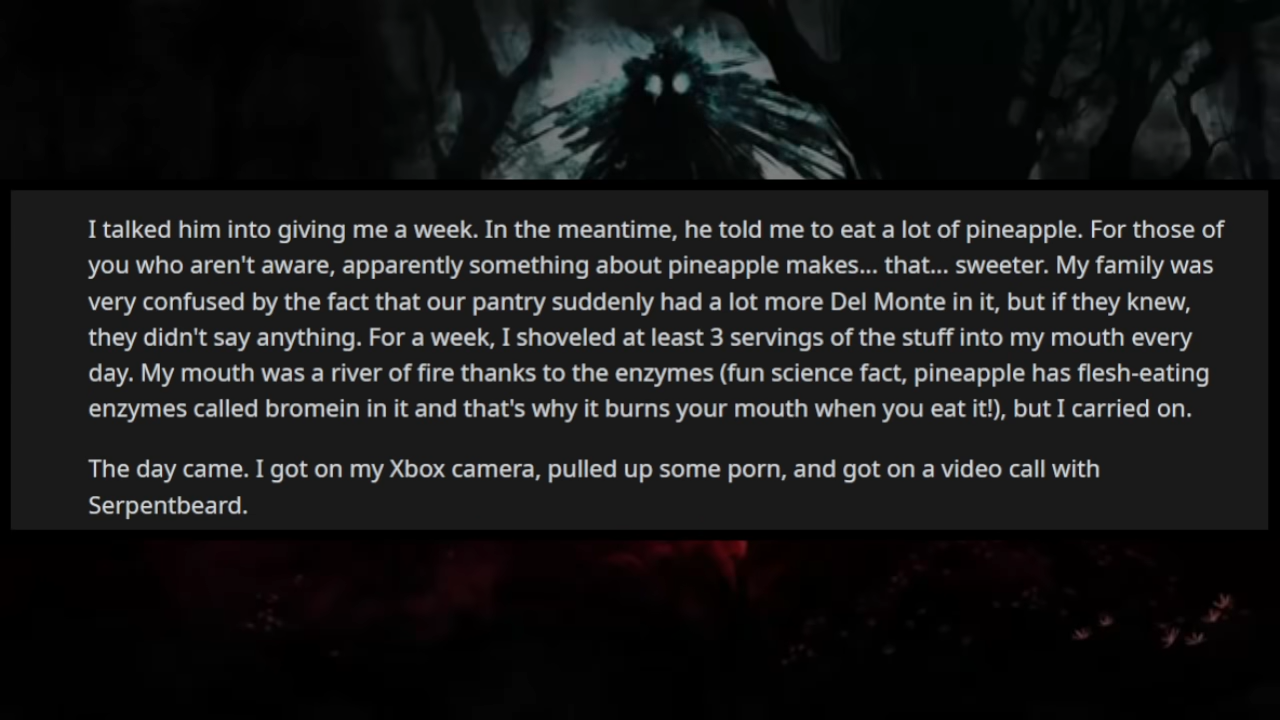 I talked him into giving me a week. In the meantime, he told me to eat a lot of pineapple. For those of
you who aren't aware, apparently something about pineapple makes... that... sweeter. My family was
very confused by the fact that our pantry suddenly had a lot more Del Monte in it, but if they knew,
they didn't say anything. For a week, I shoveled at least 3 servings of the stuff into my mouth every
day. My mouth was a river of fire thanks to the enzymes (fun science fact, pineapple has flesh-eating
enzymes called bromein in it and that's why it burns your mouth when you eat it!), but I carried on.
The day came. I got on my Xbox camera, pulled up some porn, and got on a video call with
Serpentbeard.